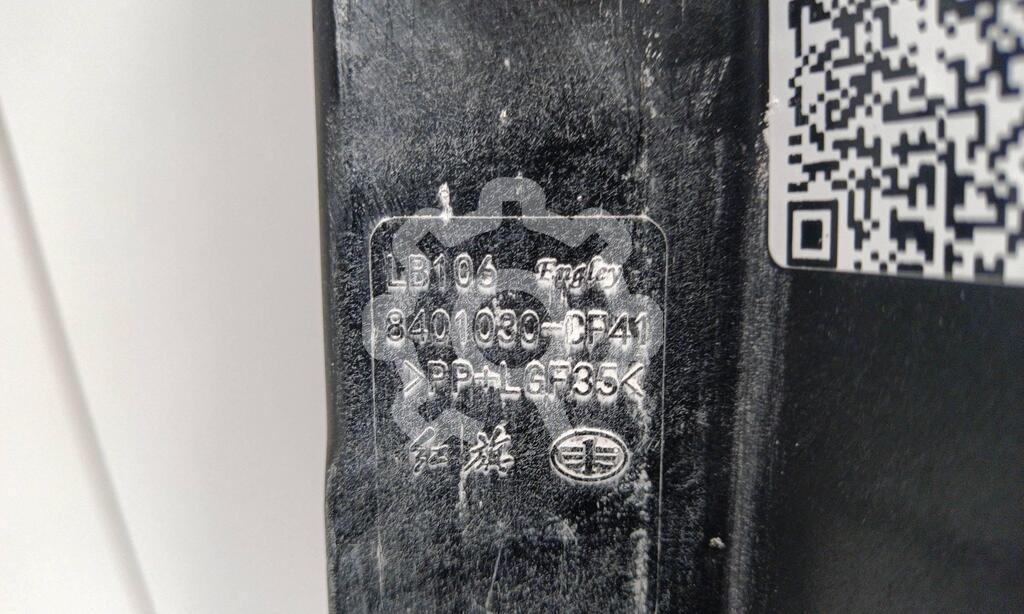 LB106 Engley
8401030-CF41
>PP+LGF35<
红旗